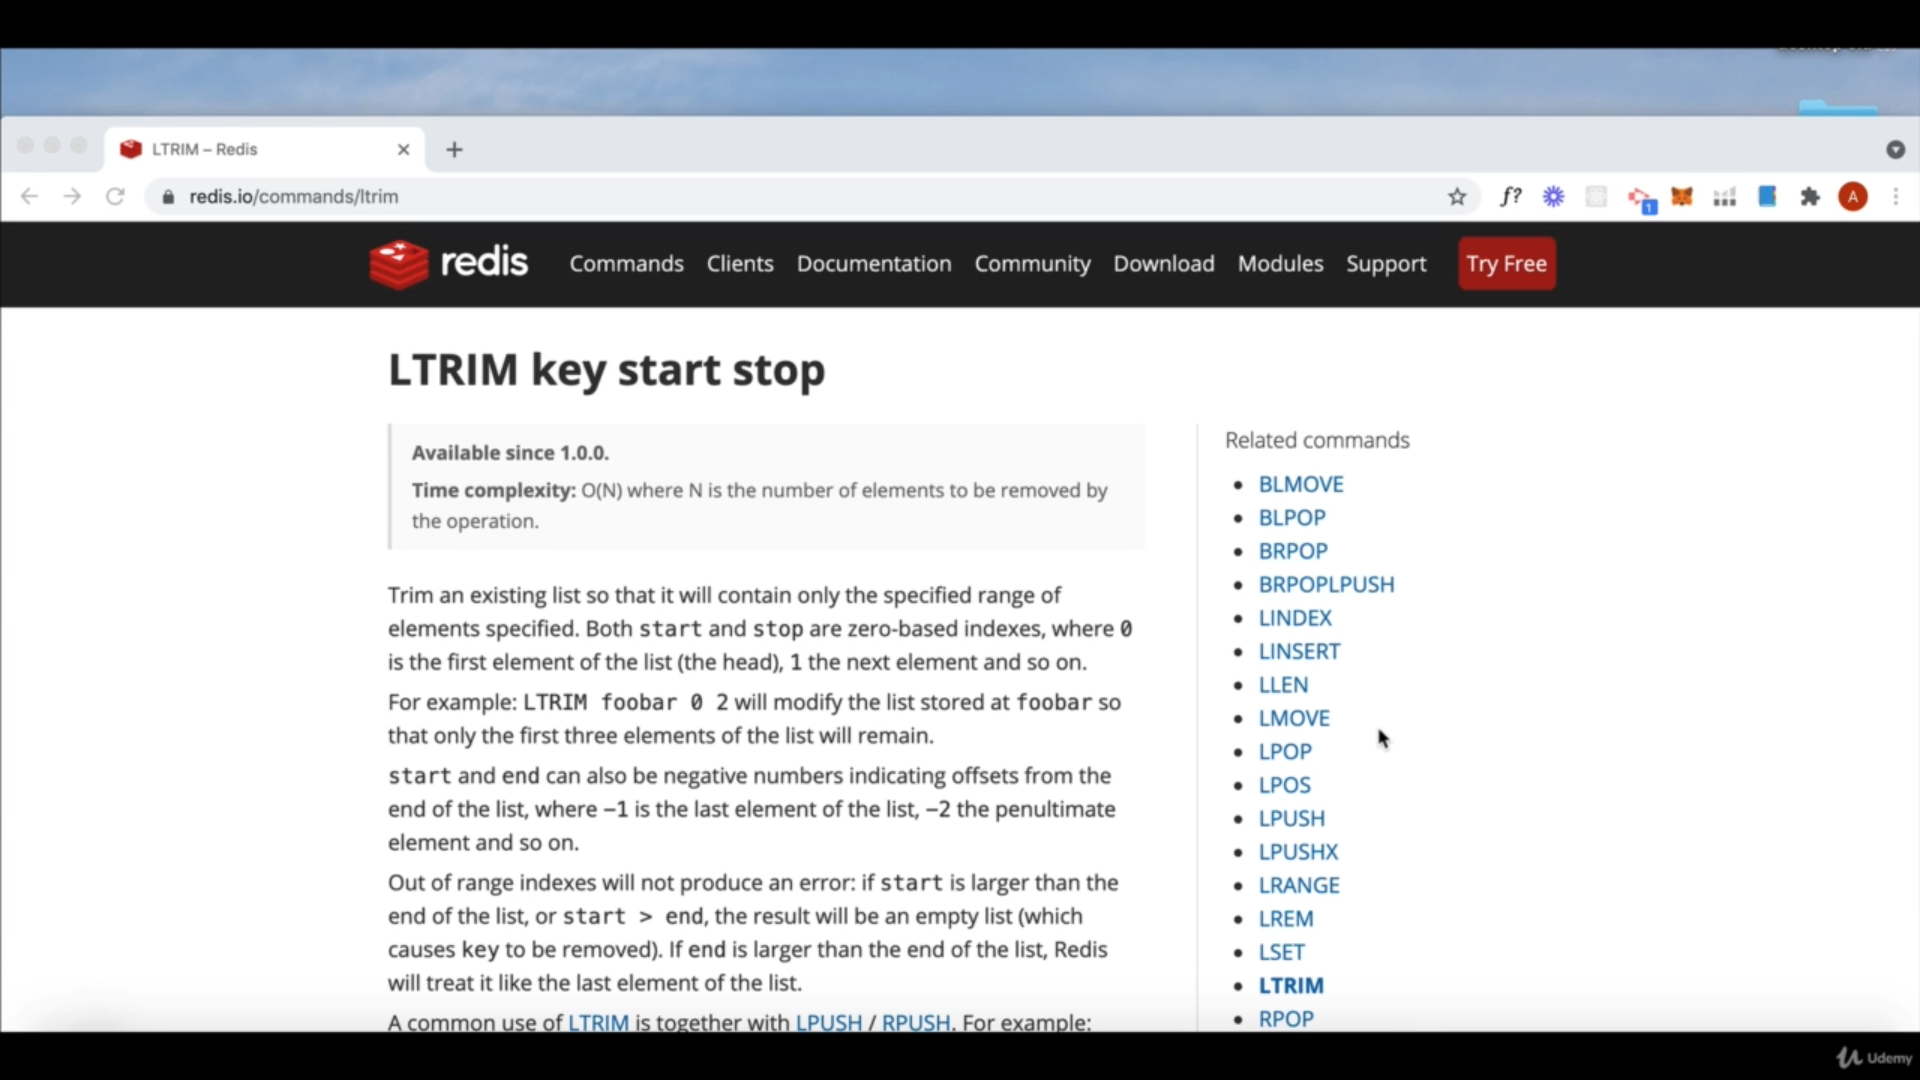 LTRIM – Redis
redis.io/commands/ltrim
f?
1
A
redis
Commands Clients Documentation Community Download Modules Support Try Free
LTRIM key start stop
Available since 1.0.0.
Time complexity: O(N) where N is the number of elements to be removed by
the operation.
Trim an existing list so that it will contain only the specified range of
elements specified. Both start and stop are zero-based indexes, where 0
is the first element of the list (the head), 1 the next element and so on.
For example: LTRIM foobar 0 2 will modify the list stored at foobar so
that only the first three elements of the list will remain.
start and end can also be negative numbers indicating offsets from the
end of the list, where –1 is the last element of the list, –2 the penultimate
element and so on.
Out of range indexes will not produce an error: if start is larger than the
end of the list, or start > end, the result will be an empty list (which
causes key to be removed). If end is larger than the end of the list, Redis
will treat it like the last element of the list.
A common use of LTRIM is together with LPUSH / RPUSH. For example:
Related commands
BLMOVE
BLPOP
BRPOP
BRPOPLPUSH
LINDEX
LINSERT
LLEN
LMOVE
LPOP
LPOS
LPUSH
LPUSHX
LRANGE
LREM
LSET
LTRIM
RPOP
Udemy